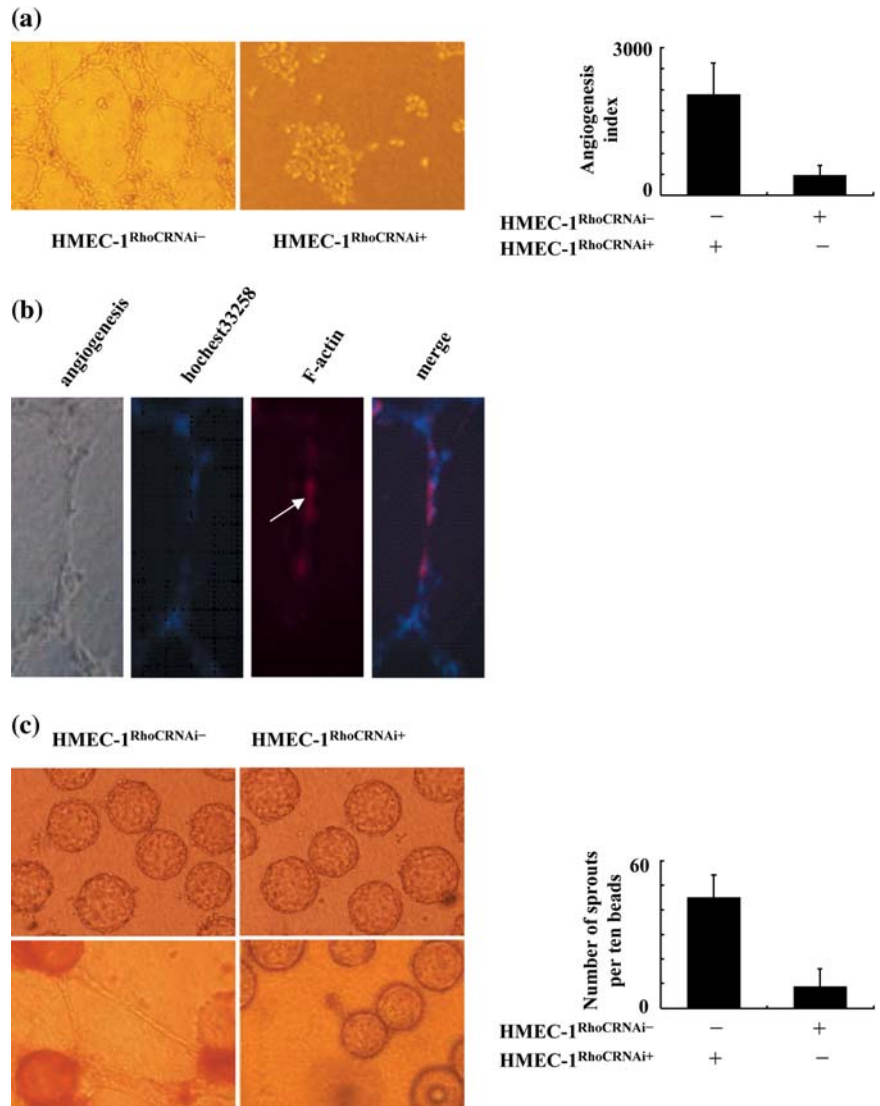 (a)
HMEC-1RhoCRNAi−
HMEC-1RhoCRNAi+
3000
Angiogenesis
index
0
HMEC-1RhoCRNAi− − +
HMEC-1RhoCRNAi+ + −
(b)
angiogenesis
hochest33258
F-actin
merge
(c)
HMEC-1RhoCRNAi−
HMEC-1RhoCRNAi+
60
Number of sprouts
per ten beads
0
HMEC-1RhoCRNAi− − +
HMEC-1RhoCRNAi+ + −